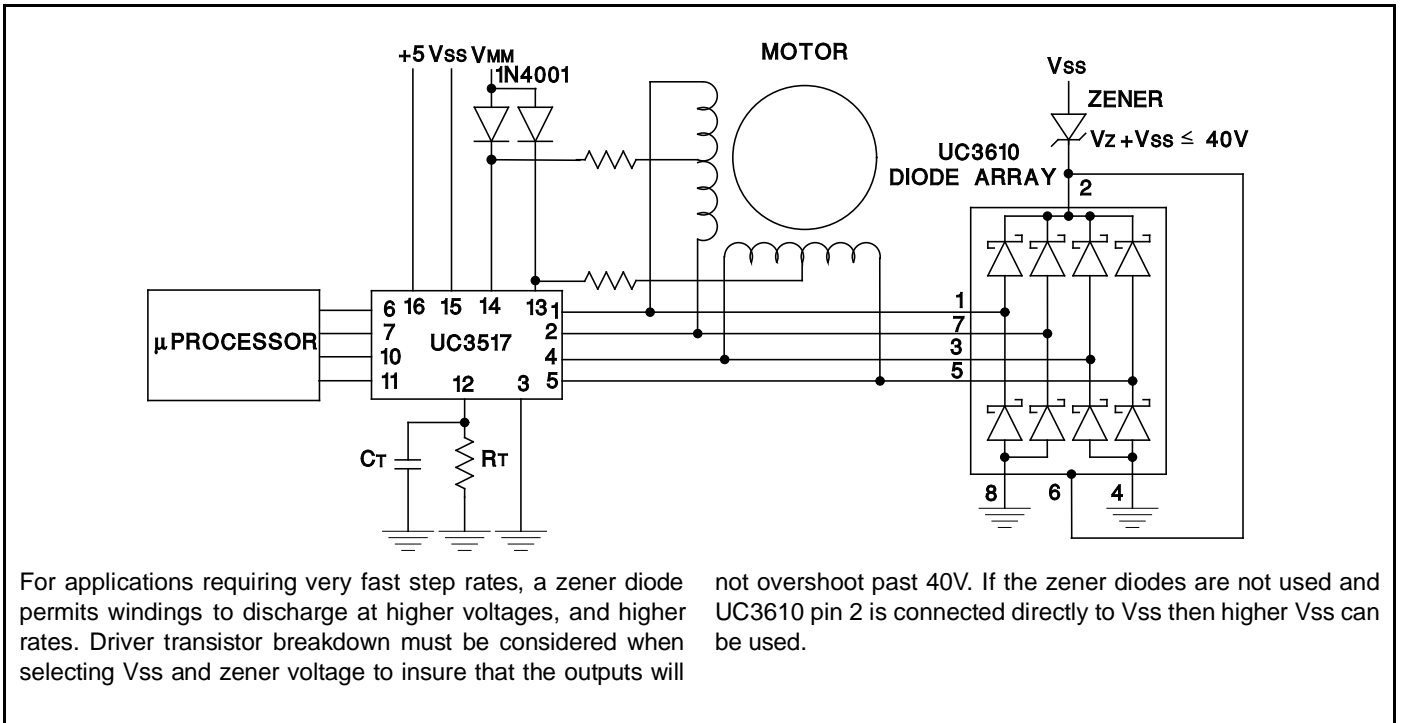 +5 Vss VMM
1N4001
MOTOR
Vss
ZENER
Vz +Vss ≤ 40V
UC3610
DIODE ARRAY
2
μPROCESSOR
6 16 15 14 13 1
7 UC3517 2
10 4
11 12 3 5
1
7
3
5
CT
RT
8 6 4
For applications requiring very fast step rates, a zener diode
permits windings to discharge at higher voltages, and higher
rates. Driver transistor breakdown must be considered when
selecting Vss and zener voltage to insure that the outputs will
not overshoot past 40V. If the zener diodes are not used and
UC3610 pin 2 is connected directly to Vss then higher Vss can
be used.